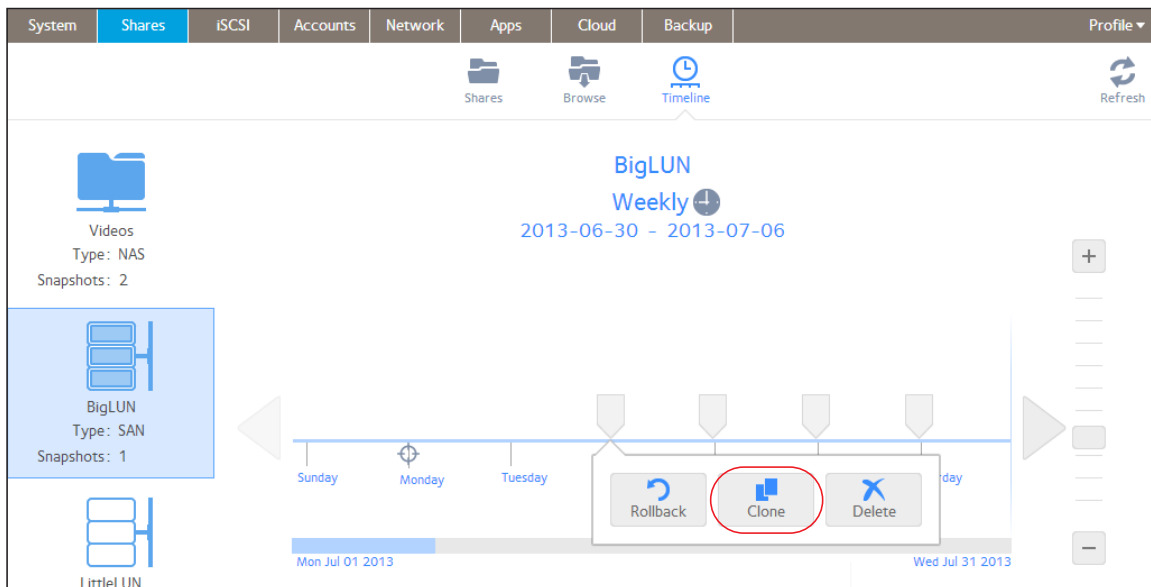 System Shares iSCSI Accounts Network Apps Cloud Backup Profile
Shares Browse Timeline Refresh
BigLUN
Weekly
2013-06-30 - 2013-07-06
Videos
Type: NAS
Snapshots: 2
BigLUN
Type: SAN
Snapshots: 1
LittleLUN
+
Sunday Monday Tuesday rday
Rollback Clone Delete
−
Mon Jul 01 2013 Wed Jul 31 2013